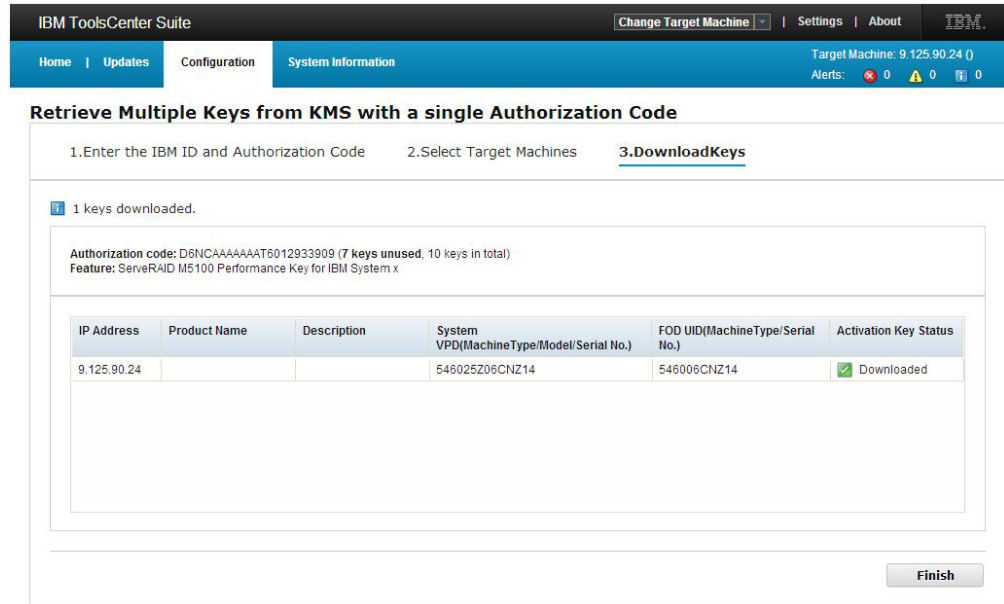 IBM ToolsCenter Suite
Change Target Machine | Settings | About IBM.
Home | Updates Configuration System Information
Target Machine: 9.125.90.24 ()
Alerts: 0 0 0
Retrieve Multiple Keys from KMS with a single Authorization Code
1.Enter the IBM ID and Authorization Code 2.Select Target Machines 3.DownloadKeys
1 keys downloaded.
Authorization code: D6NCAAAAAAAT6012933909 (7 keys unused, 10 keys in total)
Feature: ServeRAID M5100 Performance Key for IBM System x
IP Address Product Name Description System VPD(MachineType/Model/Serial No.) FOD UID(MachineType/Serial No.) Activation Key Status
9.125.90.24 546025Z06CNZ14 546006CNZ14 Downloaded
Finish